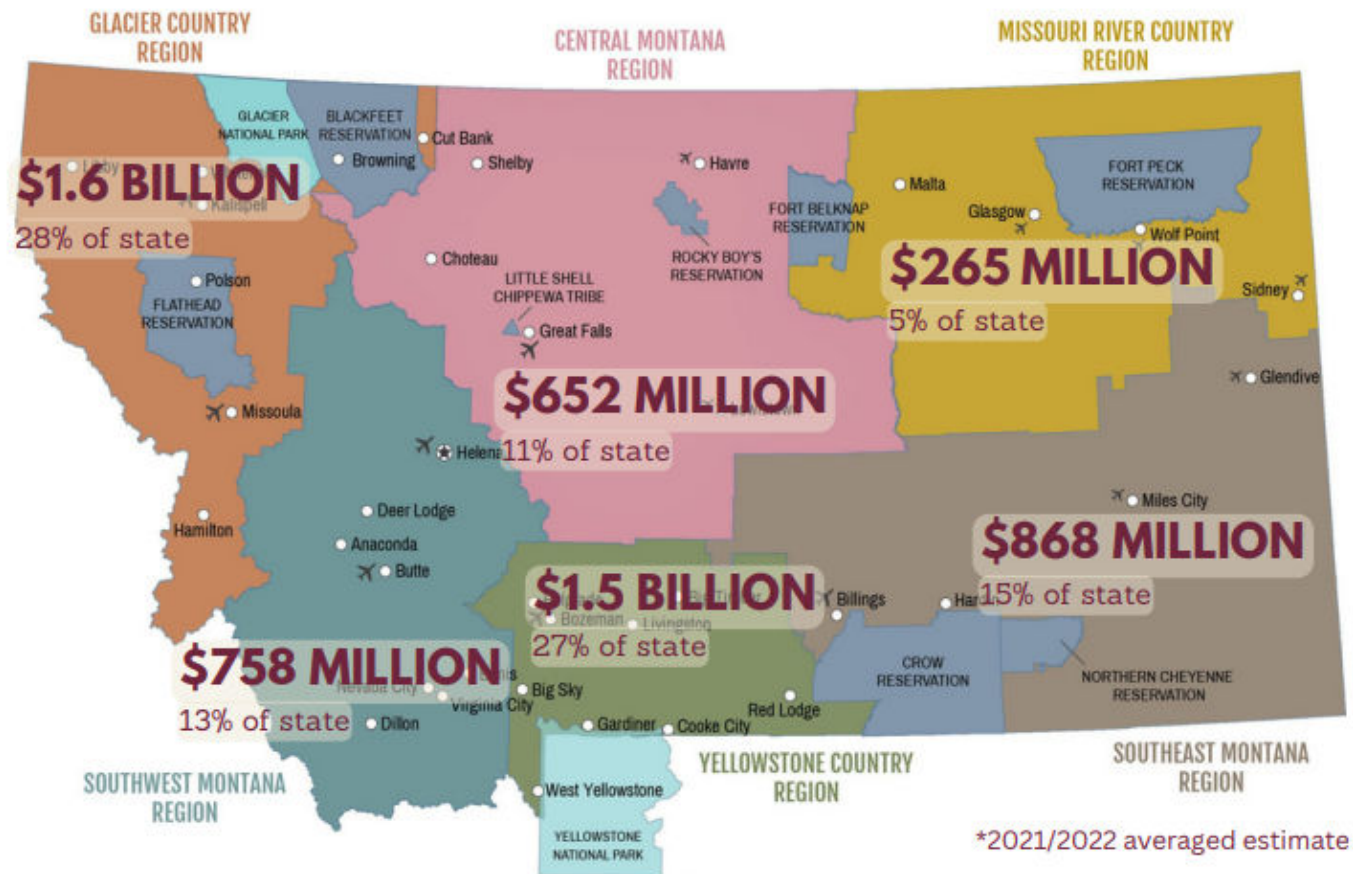 GLACIER COUNTRY
REGION
CENTRAL MONTANA
REGION
MISSOURI RIVER COUNTRY
REGION
GLACIER
NATIONAL PARK
BLACKFEET
RESERVATION
Cut Bank
Browning
Shelby
Havre
Libby
$1.6 BILLION
Kalispell
28% of state
Malta
FORT PECK
RESERVATION
Glasgow
Wolf Point
FORT BELKNAP
RESERVATION
ROCKY BOY'S
RESERVATION
Choteau
LITTLE SHELL
CHIPPEWA TRIBE
Great Falls
$265 MILLION
5% of state
Sidney
Polson
FLATHEAD
RESERVATION
Missoula
$652 MILLION
11% of state
Glendive
Helena
Deer Lodge
Hamilton
Anaconda
Butte
Miles City
$868 MILLION
15% of state
$1.5 BILLION
Bozeman
Livingston
27% of state
Billings
Hardin
CROW
RESERVATION
NORTHERN CHEYENNE
RESERVATION
$758 MILLION
Nevada City
Virginia City
13% of state
Dillon
Big Sky
Gardiner
Cooke City
Red Lodge
SOUTHWEST MONTANA
REGION
West Yellowstone
YELLOWSTONE
NATIONAL PARK
YELLOWSTONE COUNTRY
REGION
SOUTHEAST MONTANA
REGION
*2021/2022 averaged estimate